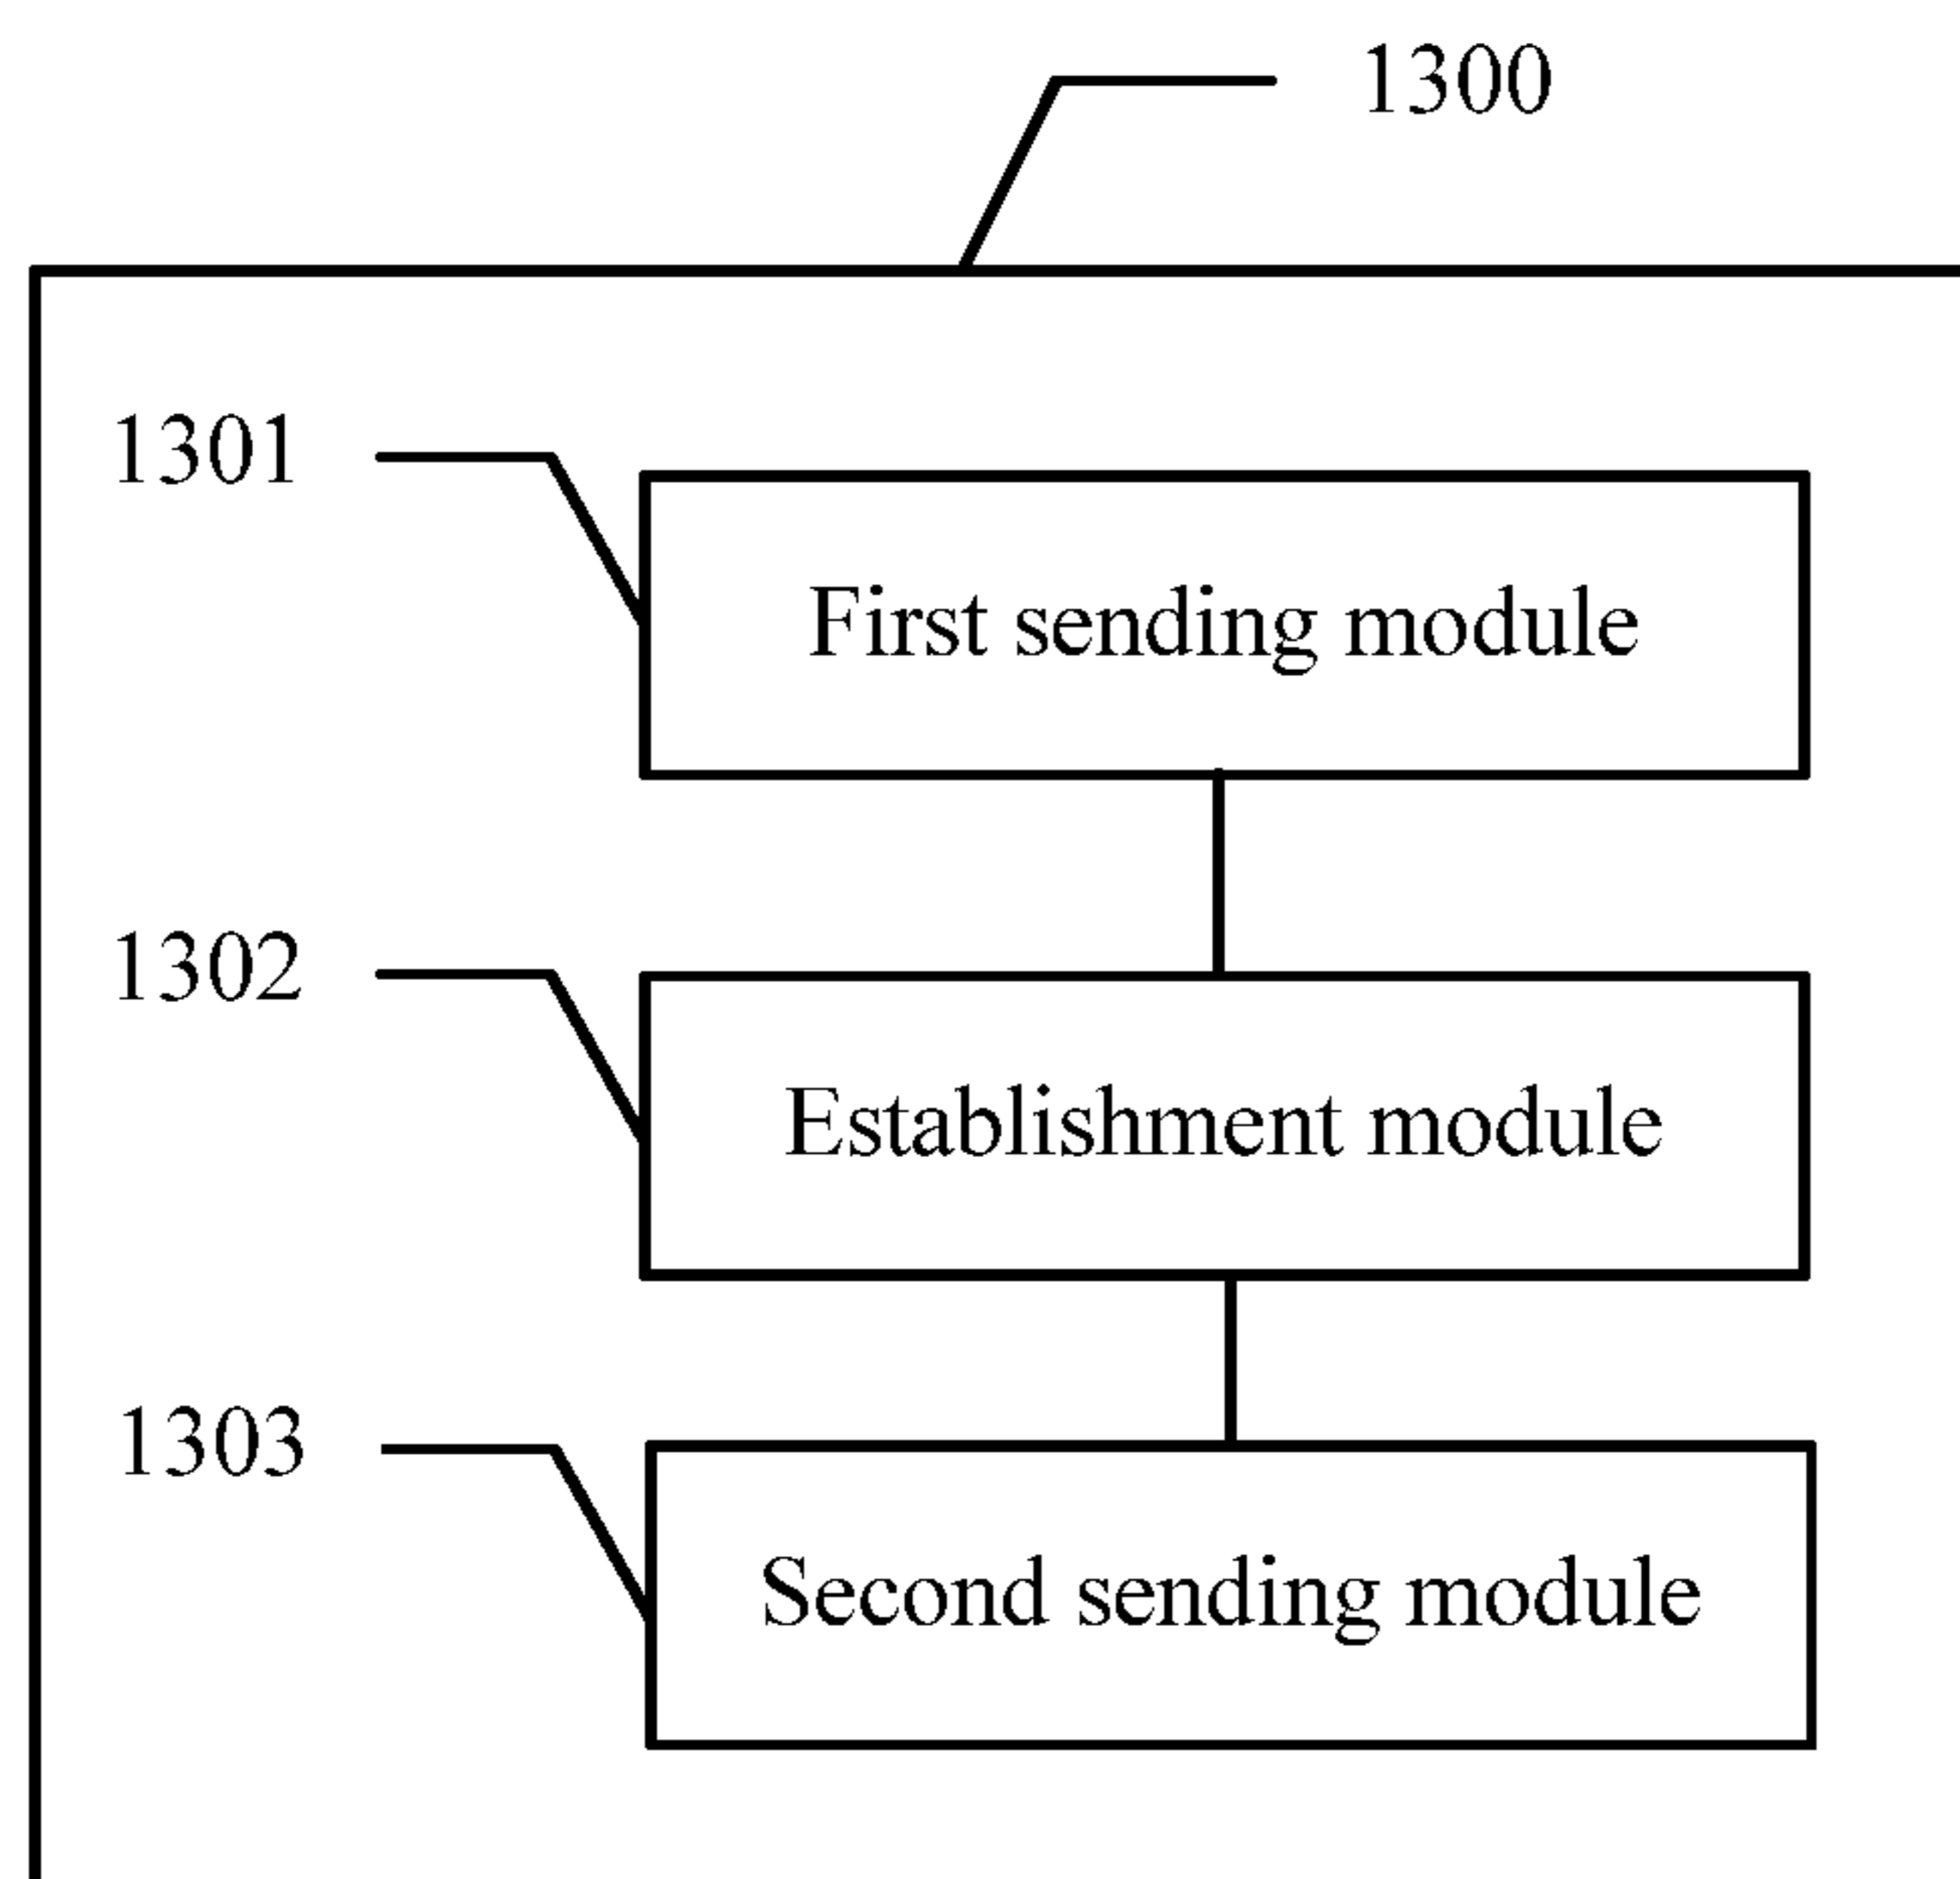 1300
1301
First sending module
1302
Establishment module
1303
Second sending module